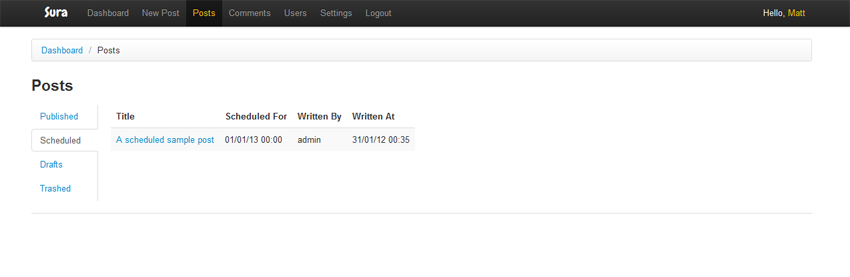 Sura Dashboard New Post Posts Comments Users Settings Logout Hello, Matt
Dashboard / Posts
Posts
Published
Scheduled
Drafts
Trashed
Title Scheduled For Written By Written At
A scheduled sample post 01/01/13 00:00 admin 31/01/12 00:35